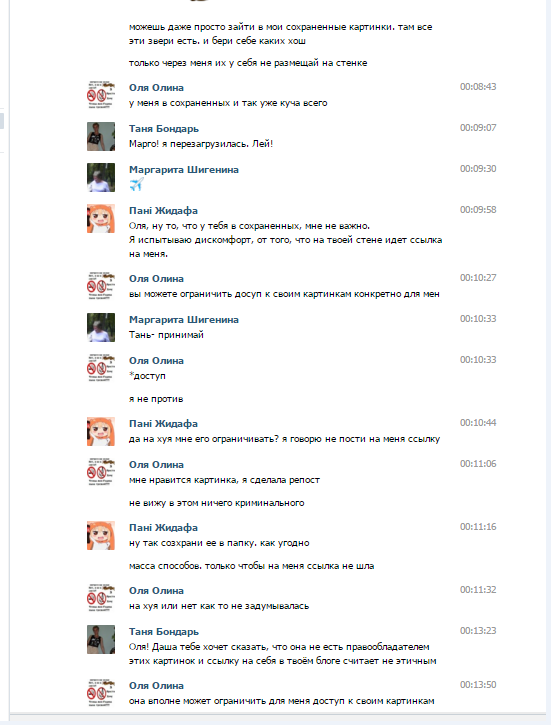 можешь даже просто зайти в мои сохраненные картинки. там все
эти звери есть. и бери себе каких хош
только через меня их у себя не размещай на стенке
Оля Олина 00:08:43
у меня в сохраненных и так уже куча всего
Таня Бондарь 00:09:07
Марго! я перезагрузилась. Лей!
Маргарита Шигенина 00:09:30
✈️
Пані Жидафа 00:09:58
Оля, ну то, что у тебя в сохраненных, мне не важно.
Я испытываю дискомфорт, от того, что на твоей стене идет ссылка
на меня.
Оля Олина 00:10:27
вы можете ограничить досуп к своим картинкам конкретно для мен
Маргарита Шигенина 00:10:33
Тань- принимай
Оля Олина 00:10:33
*доступ
я не против
Пані Жидафа 00:10:44
да на хуя мне его ограничивать? я говорю не пости на меня ссылку
Оля Олина 00:11:06
мне нравится картинка, я сделала репост
не вижу в этом ничего криминального
Пані Жидафа 00:11:16
ну так созхрани ее в папку. как угодно
масса способов. только чтобы на меня ссылка не шла
Оля Олина 00:11:32
на хуя или нет как то не задумывалась
Таня Бондарь 00:13:23
Оля! Даша тебе хочет сказать, что она не есть правообладателем
этих картинок и ссылку на себя в твоём блоге считает не этичным
Оля Олина 00:13:50
она вполне может ограничить для меня доступ к своим картинкам